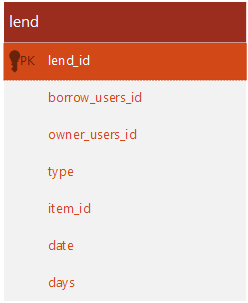 lend
PK lend_id
borrow_users_id
owner_users_id
type
item_id
date
days